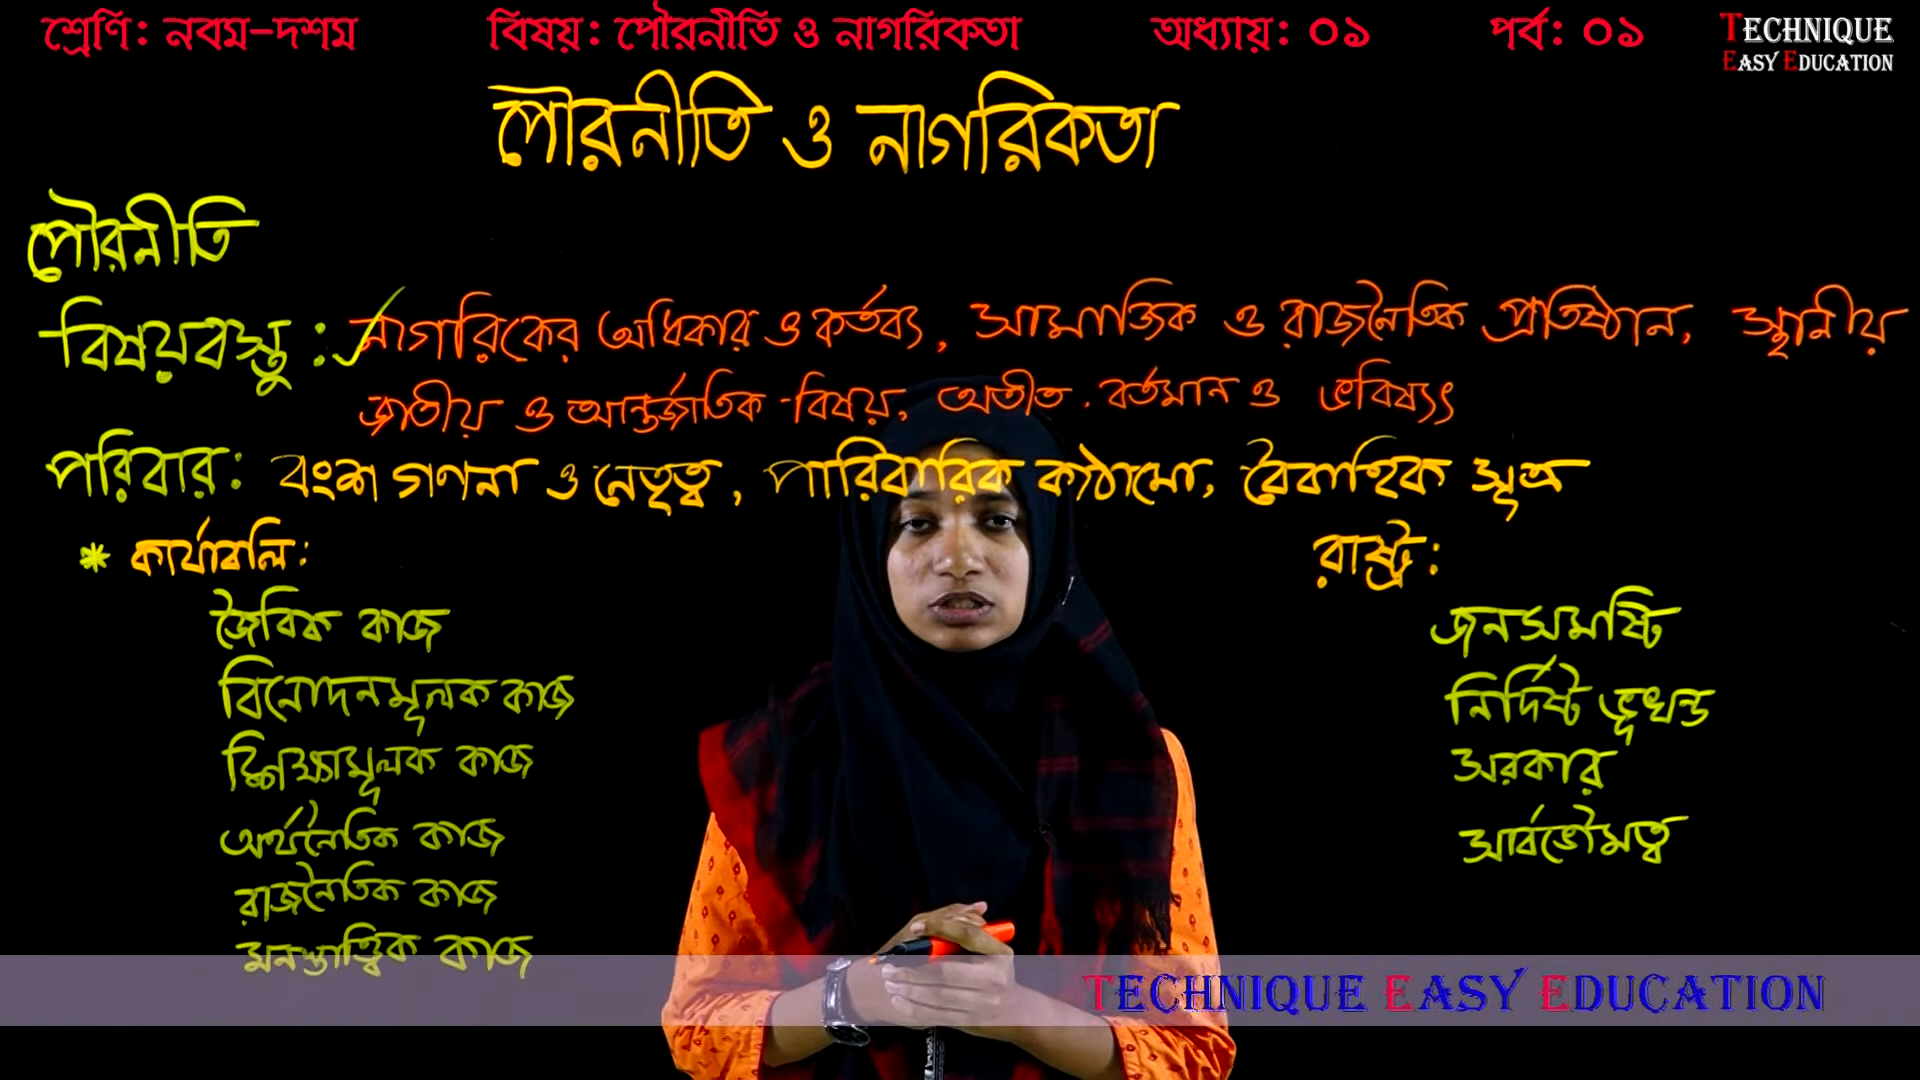 শ্রেণি: নবম-দশম বিষয়: পৌরনীতি ও নাগরিকতা অধ্যায়: ০১ পর্ব: ০১
TECHNIQUE
EASY EDUCATION
পৌরনীতি ও নাগরিকতা
পৌরনীতি
বিষয়বস্তু: নাগরিকের অধিকার ও কর্তব্য, সামাজিক ও রাজনৈতিক প্রতিষ্ঠান, স্থানীয়
জাতীয় ও আন্তর্জাতিক বিষয়, অতীত, বর্তমান ও ভবিষ্যৎ
পরিবার: বংশ গণনা ও নেতৃত্ব, পারিবারিক কাঠামো, বৈবাহিক সূত্র
* কার্যাবলি:
জৈবিক কাজ
বিনোদনমূলক কাজ
শিক্ষামূলক কাজ
অর্থনৈতিক কাজ
রাজনৈতিক কাজ
মনস্তাত্ত্বিক কাজ
রাষ্ট্র:
জনসমষ্টি
নির্দিষ্ট ভূখন্ড
সরকার
সার্বভৌমত্ব
TECHNIQUE EASY EDUCATION